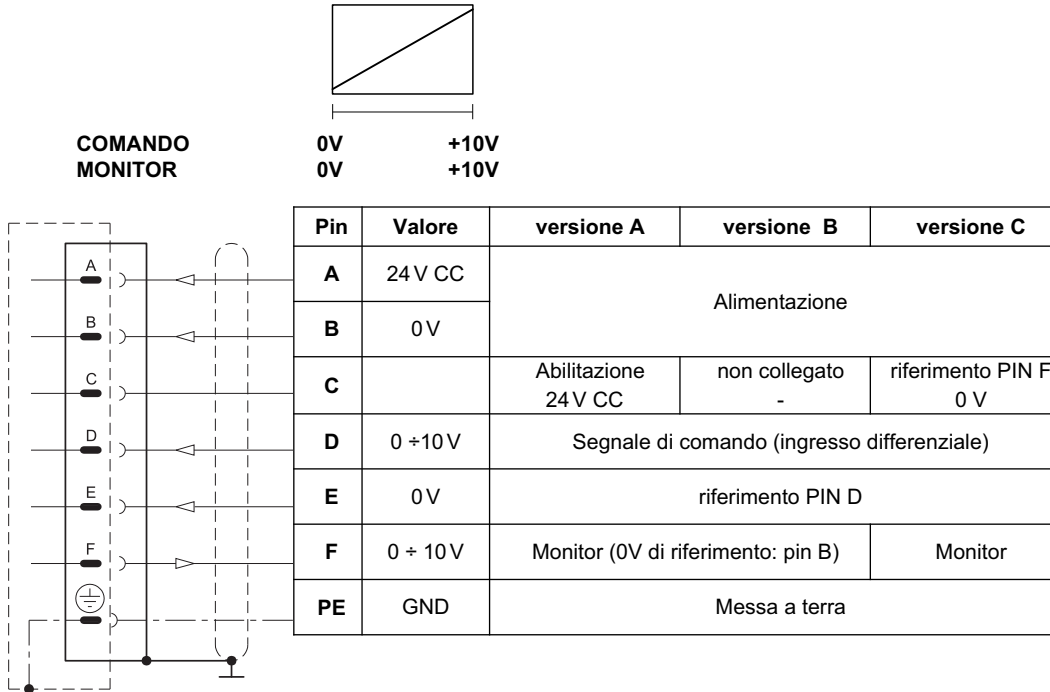 COMANDO 0V +10V
MONITOR 0V +10V
Pin Valore versione A versione B versione C
A 24 V CC Alimentazione
B 0 V
C Abilitazione 24 V CC non collegato - riferimento PIN F 0 V
D 0 ÷10 V Segnale di comando (ingresso differenziale)
E 0 V riferimento PIN D
F 0 ÷ 10 V Monitor (0V di riferimento: pin B) Monitor
PE GND Messa a terra
A
B
C
D
E
F